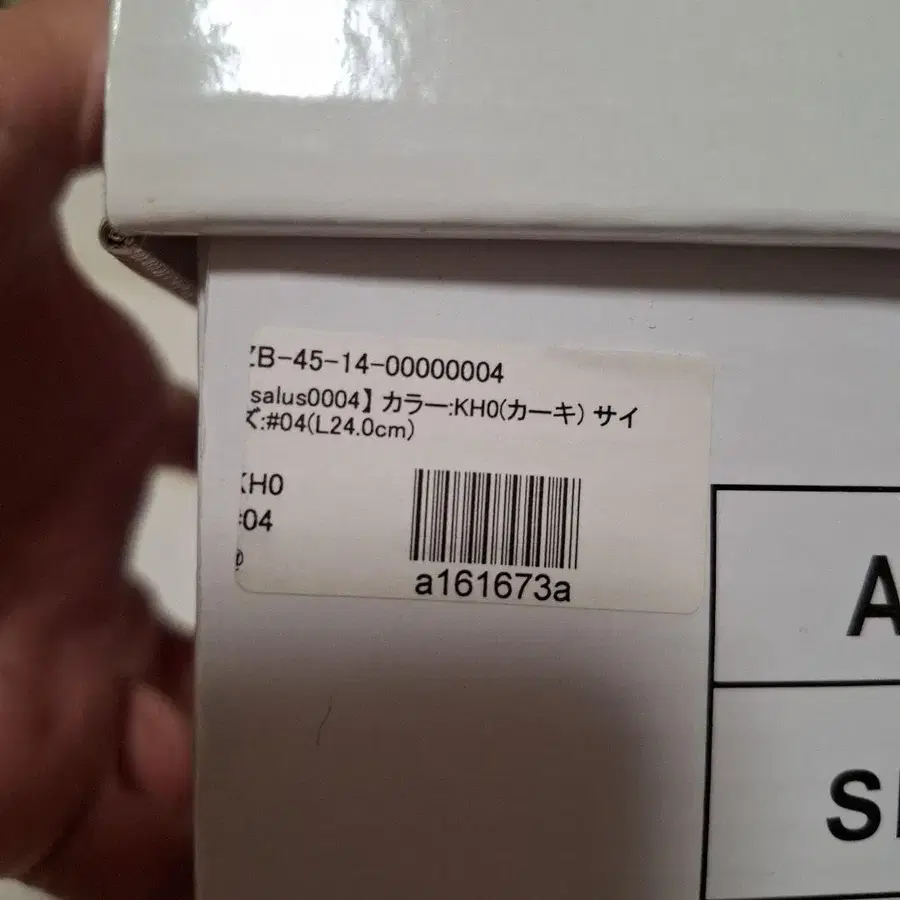 B-45-14-00000004
salus0004】カラー:KH0(カーキ) サイ
ズ:#04(L24.0cm)
KH0
#04
a161673a
A
S